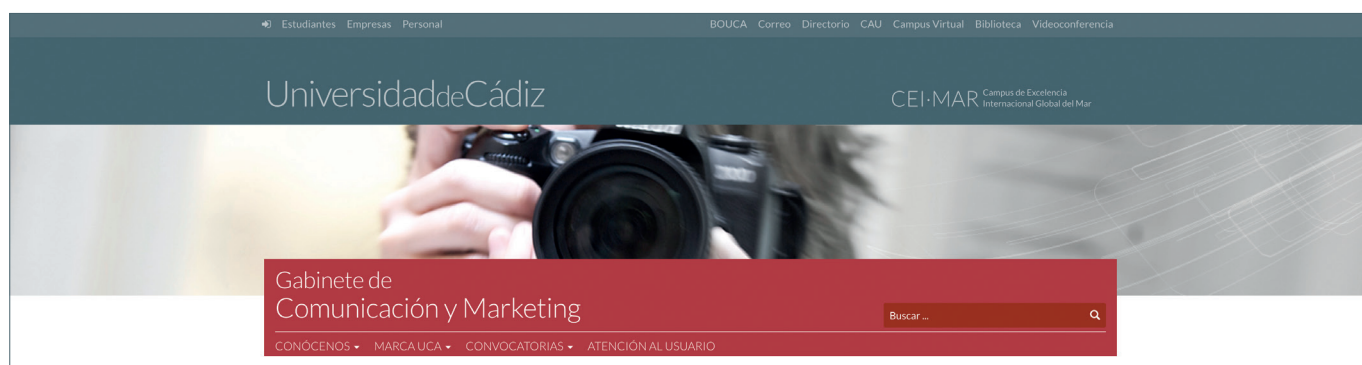 Estudiantes Empresas Personal
BOUCA Correo Directorio CAU Campus Virtual Biblioteca Videoconferencia
UniversidaddeCádiz
CEI·MAR Campus de Excelencia
Internacional Global del Mar
Gabinete de
Comunicación y Marketing
Buscar ...
CONÓCENOS MARCA UCA CONVOCATORIAS ATENCIÓN AL USUARIO